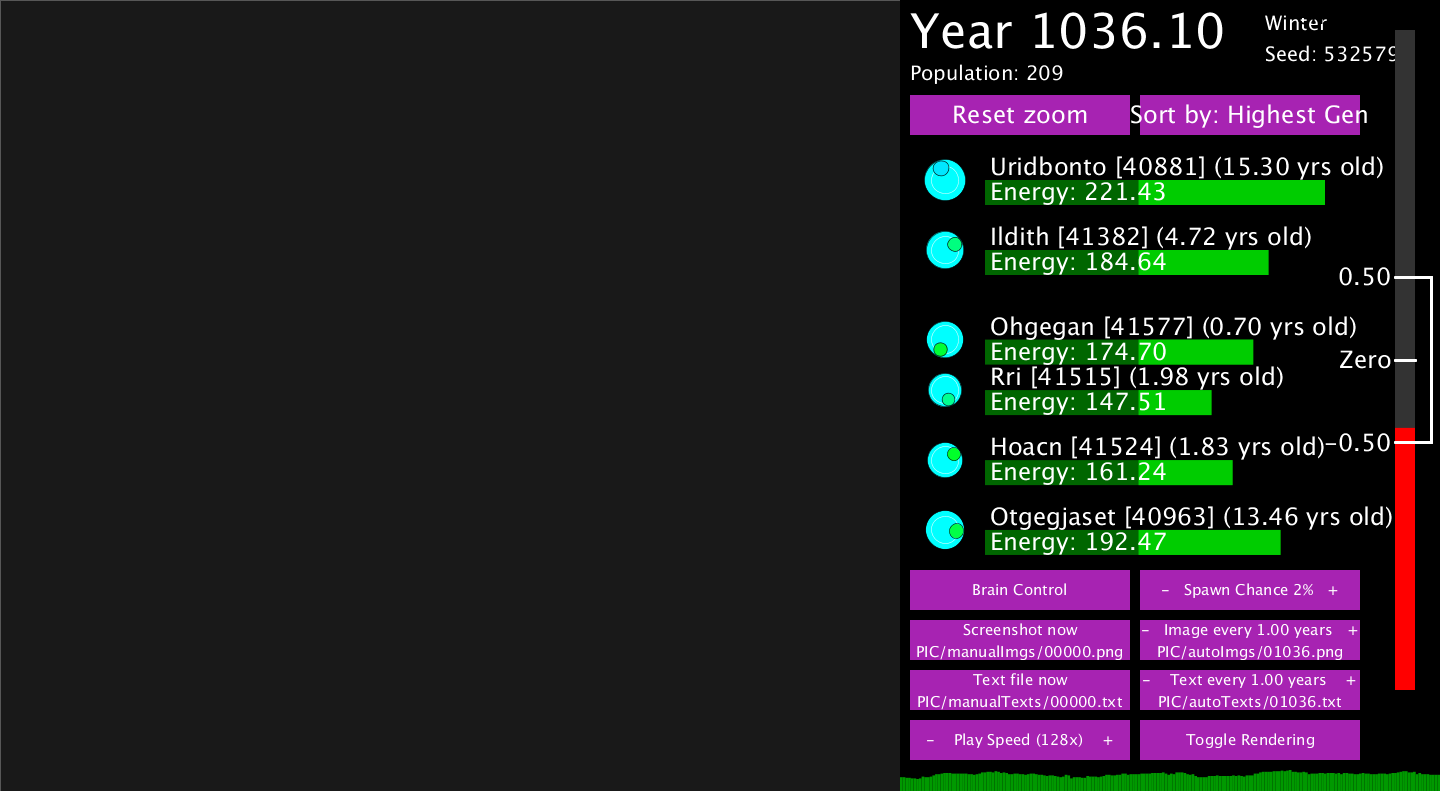 Year 1036.10
Winter
Seed: 532579
Population: 209
Reset zoom
Sort by: Highest Gen
Uridbonto [40881] (15.30 yrs old)
Energy: 221.43
Ildith [41382] (4.72 yrs old)
Energy: 184.64
0.50
Ohgegan [41577] (0.70 yrs old)
Energy: 174.70
Zero
Rri [41515] (1.98 yrs old)
Energy: 147.51
Hoacn [41524] (1.83 yrs old)
-0.50
Energy: 161.24
Otgegjaset [40963] (13.46 yrs old)
Energy: 192.47
Brain Control
- Spawn Chance 2% +
Screenshot now
PIC/manualImgs/00000.png
- Image every 1.00 years +
PIC/autoImgs/01036.png
Text file now
PIC/manualTexts/00000.txt
- Text every 1.00 years +
PIC/autoTexts/01036.txt
- Play Speed (128x) +
Toggle Rendering